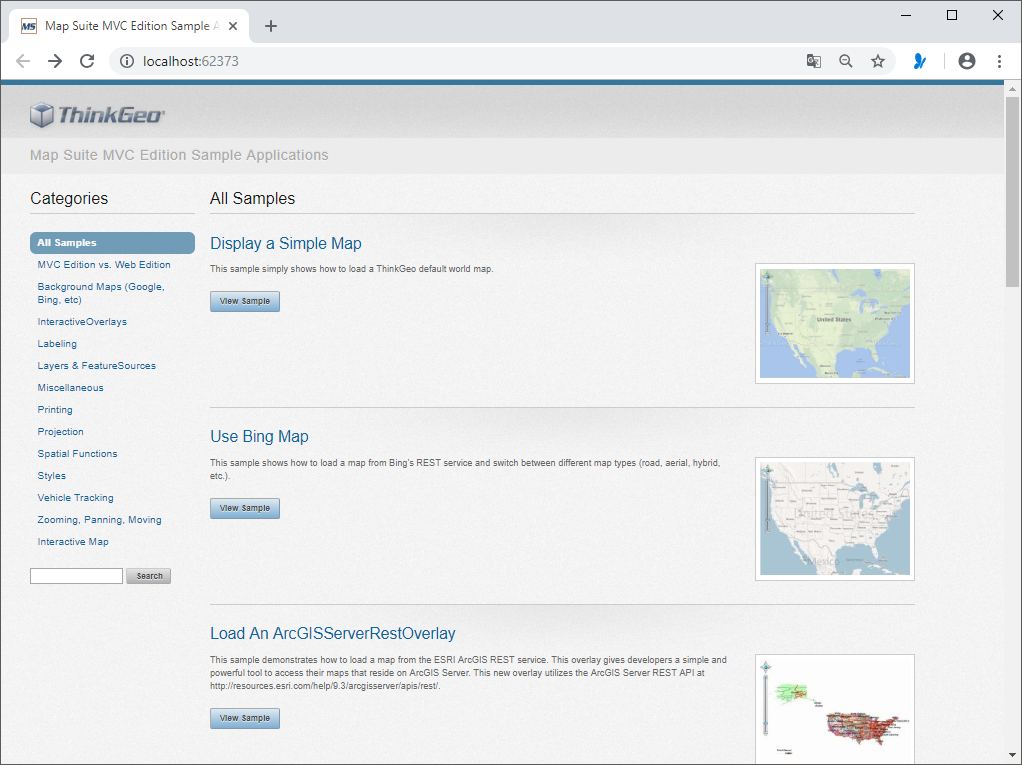 MS Map Suite MVC Edition Sample A
localhost:62373
ThinkGeo
Map Suite MVC Edition Sample Applications
Categories
All Samples
MVC Edition vs. Web Edition
Background Maps (Google,
Bing, etc)
InteractiveOverlays
Labeling
Layers & FeatureSources
Miscellaneous
Printing
Projection
Spatial Functions
Styles
Vehicle Tracking
Zooming, Panning, Moving
Interactive Map
Search
All Samples
Display a Simple Map
This sample simply shows how to load a ThinkGeo default world map.
View Sample
United States
Use Bing Map
This sample shows how to load a map from Bing's REST service and switch between different map types (road, aerial, hybrid,
etc.).
View Sample
United States
Mexico
Load An ArcGISServerRestOverlay
This sample demonstrates how to load a map from the ESRI ArcGIS REST service. This overlay gives developers a simple and
powerful tool to access their maps that reside on ArcGIS Server. This new overlay utilizes the ArcGIS Server REST API at
http://resources.esri.com/help/9.3/arcgisserver/apis/rest/.
View Sample